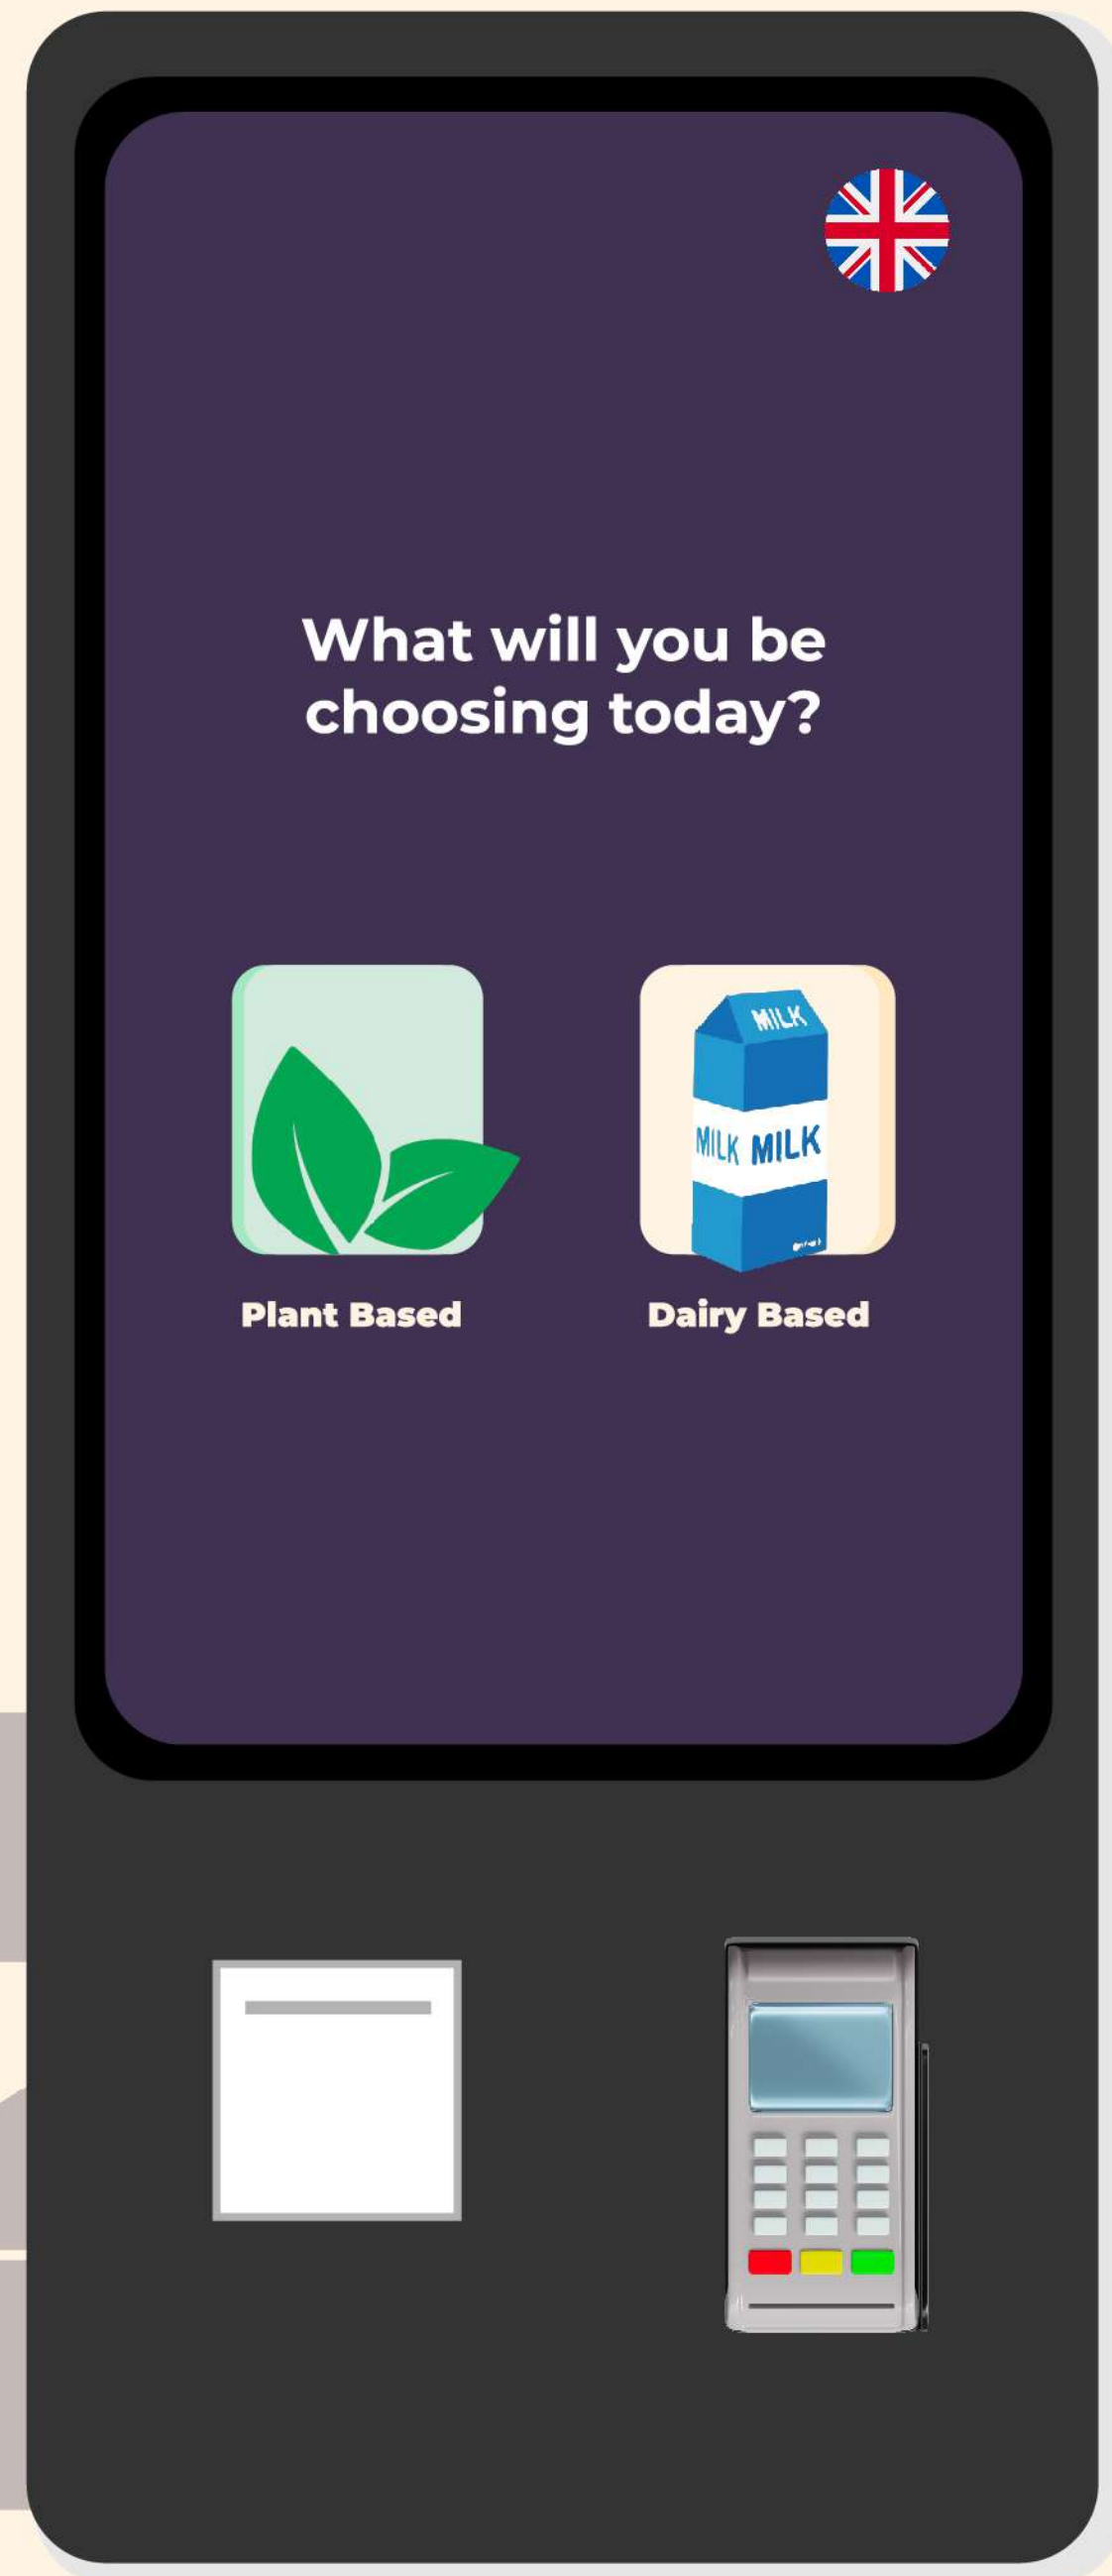 What will you be
choosing today?
MILK
MILK MILK
Plant Based
Dairy Based